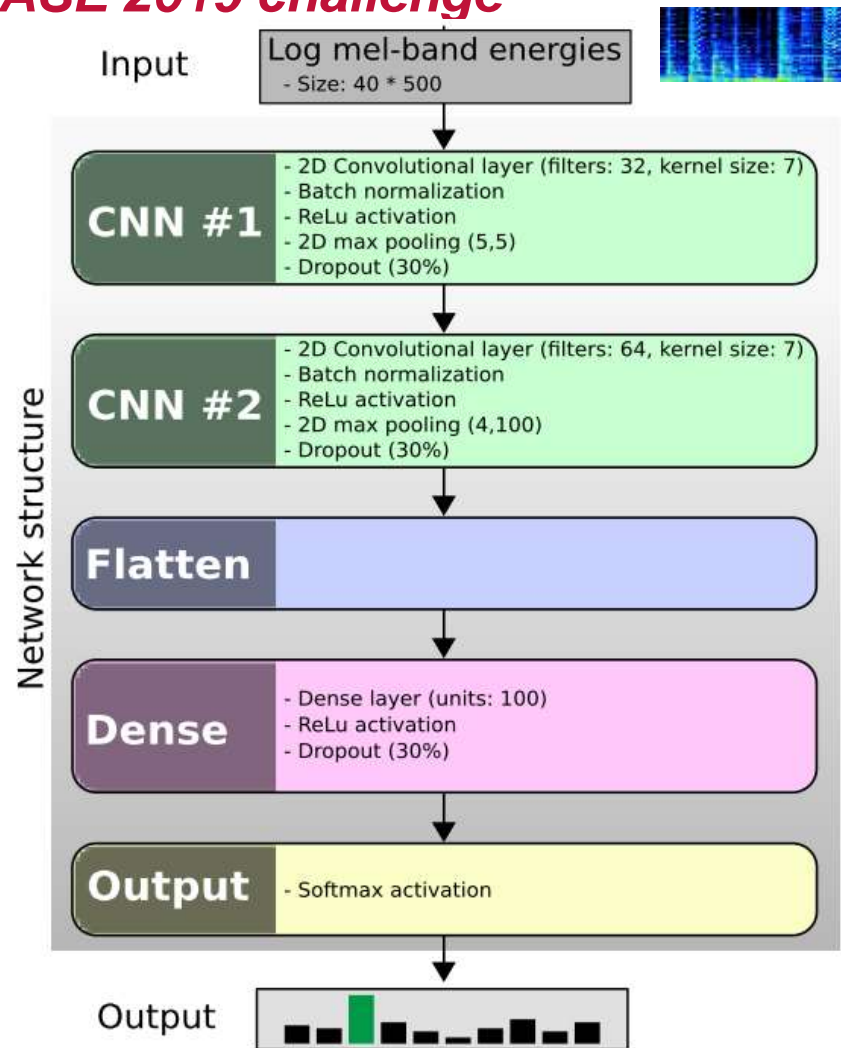 ASE 2019 challenge
Input
Log mel-band energies
- Size: 40 * 500
Network structure
CNN #1
- 2D Convolutional layer (filters: 32, kernel size: 7)
- Batch normalization
- ReLu activation
- 2D max pooling (5,5)
- Dropout (30%)
CNN #2
- 2D Convolutional layer (filters: 64, kernel size: 7)
- Batch normalization
- ReLu activation
- 2D max pooling (4,100)
- Dropout (30%)
Flatten
Dense
- Dense layer (units: 100)
- ReLu activation
- Dropout (30%)
Output
- Softmax activation
Output